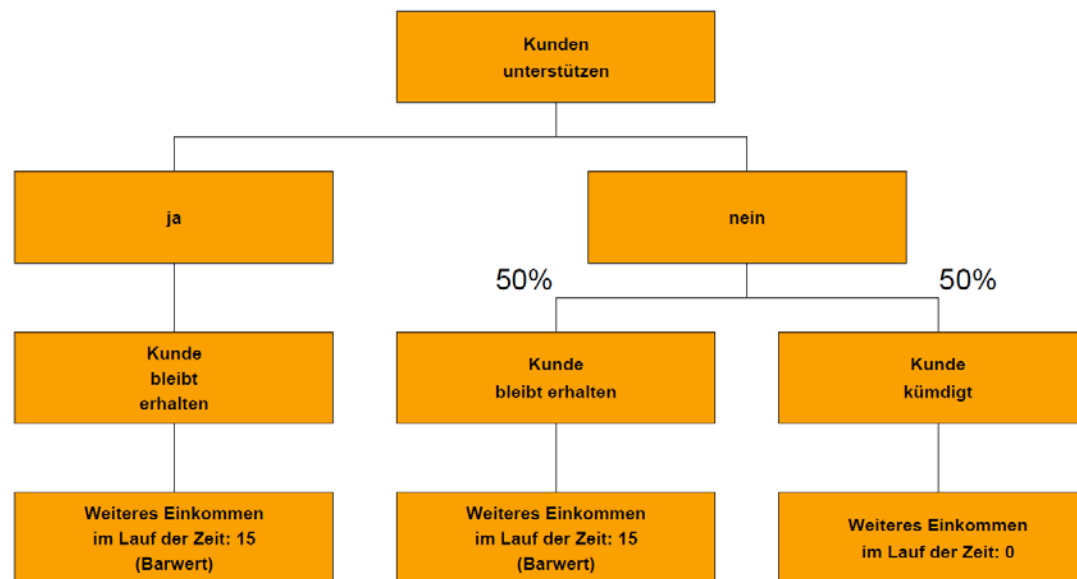 Kunden
unterstützen
ja
nein
50%
50%
Kunde
bleibt
erhalten
Kunde
bleibt erhalten
Kunde
kümdigt
Weiteres Einkommen
im Lauf der Zeit: 15
(Barwert)
Weiteres Einkommen
im Lauf der Zeit: 15
(Barwert)
Weiteres Einkommen
im Lauf der Zeit: 0